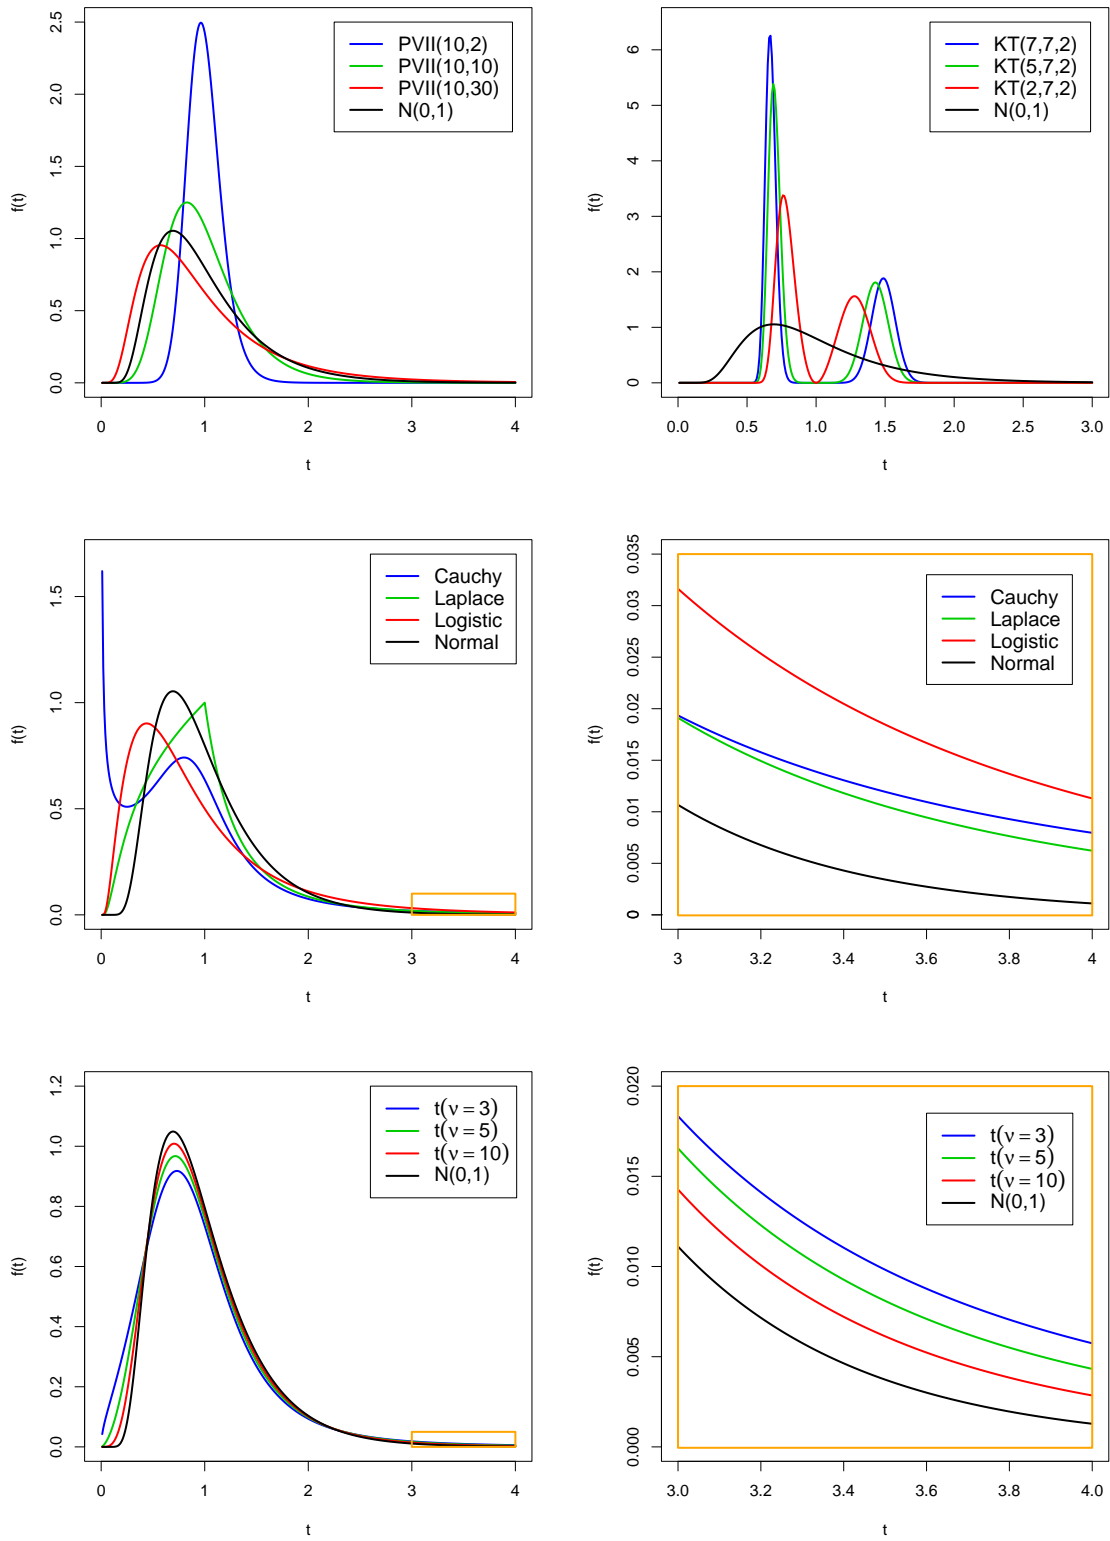 2.5
2.0
1.5
1.0
0.5
0.0
f(t)
PVII(10,2)
PVII(10,10)
PVII(10,30)
N(0,1)
0 1 2 3 4
t
6
5
4
3
2
1
0
f(t)
KT(7,7,2)
KT(5,7,2)
KT(2,7,2)
N(0,1)
0.0 0.5 1.0 1.5 2.0 2.5 3.0
t
1.5
1.0
0.5
0.0
f(t)
Cauchy
Laplace
Logistic
Normal
0 1 2 3 4
t
0.035
0.03
0.025
0.02
0.015
0.01
0.005
0
f(t)
Cauchy
Laplace
Logistic
Normal
3 3.2 3.4 3.6 3.8 4
t
1.2
1.0
0.8
0.6
0.4
0.2
0.0
f(t)
t(ν = 3)
t(ν = 5)
t(ν = 10)
N(0,1)
0 1 2 3 4
t
0.020
0.015
0.010
0.005
0.000
f(t)
t(ν = 3)
t(ν = 5)
t(ν = 10)
N(0,1)
3.0 3.2 3.4 3.6 3.8 4.0
t